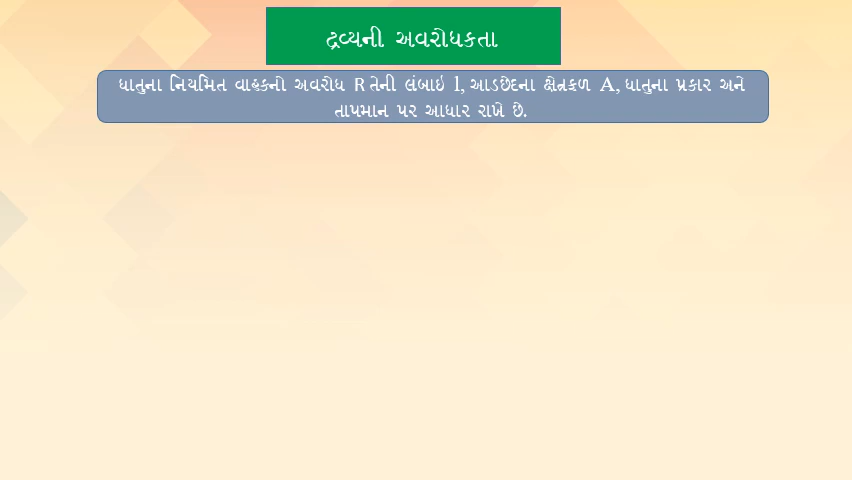 દ્રવ્યની અવરોધકતા
ધાતુના નિયમિત વાહકનો અવરોધ R તેની લંબાઇ l, આડછેદના ક્ષેત્રફળ A, ધાતુના પ્રકાર અને
તાપમાન પર આધાર રાખે છે.